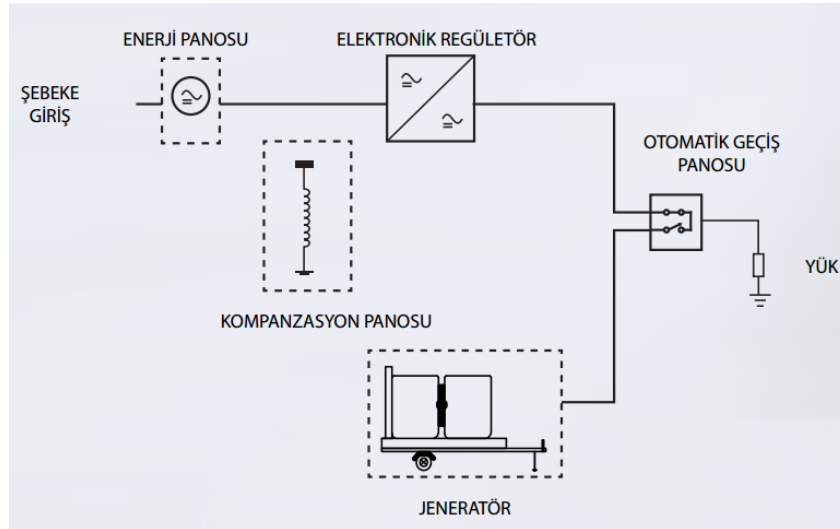 ENERJİ PANOSU
ELEKTRONİK REGÜLETÖR
ŞEBEKE
GİRİŞ
OTOMATİK GEÇİŞ
PANOSU
YÜK
KOMPANZASYON PANOSU
JENERATÖR